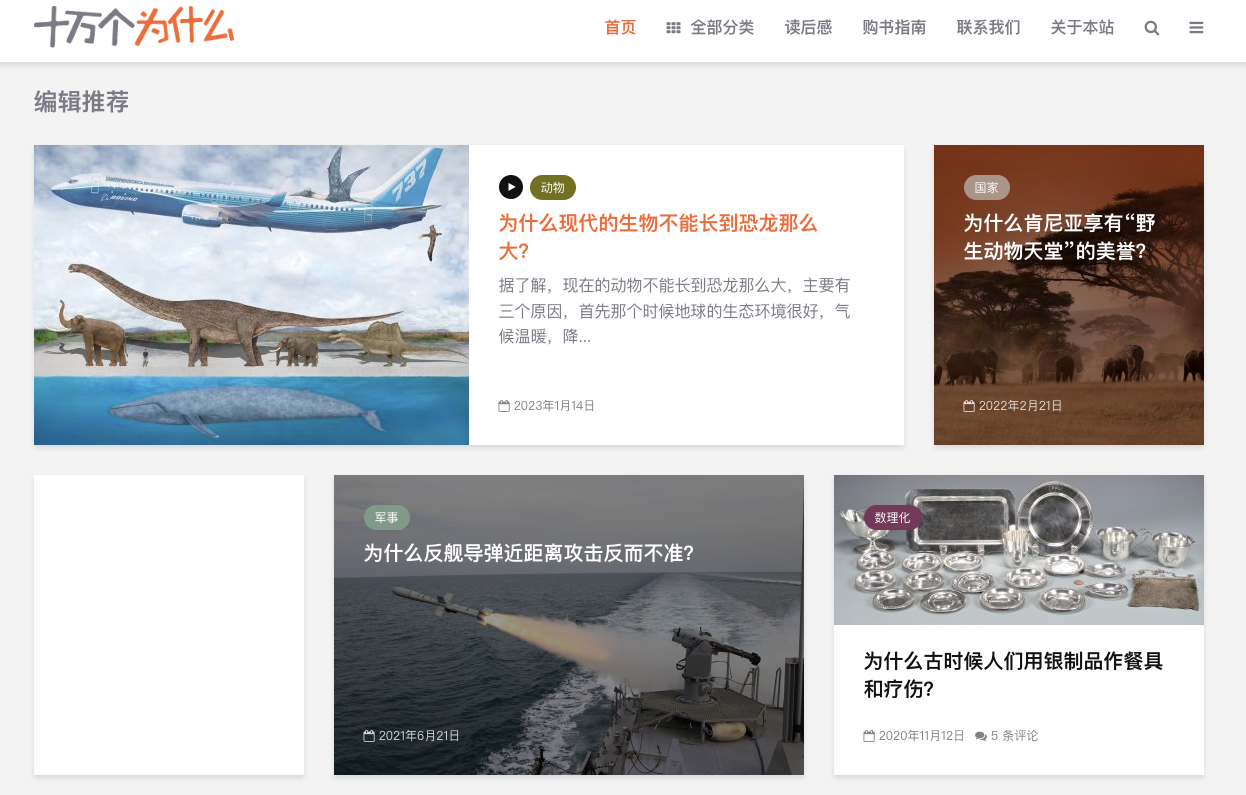 十万个为什么
首页 全部分类 读后感 购书指南 联系我们 关于本站
编辑推荐
737
BOEING
动物
为什么现代的生物不能长到恐龙那么
大?
据了解，现在的动物不能长到恐龙那么大，主要有
三个原因，首先那个时候地球的生态环境很好，气
候温暖，降...
2023年1月14日
国家
为什么肯尼亚享有“野
生动物天堂”的美誉?
2022年2月21日
军事
为什么反舰导弹近距离攻击反而不准?
2021年6月21日
数理化
为什么古时候人们用银制品作餐具
和疗伤?
2020年11月12日 5 条评论